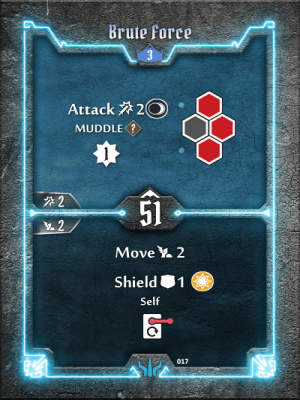 Brute Force
3
Attack 2
MUDDLE ?
1
2
51
2
Move 2
Shield 1
Self
017